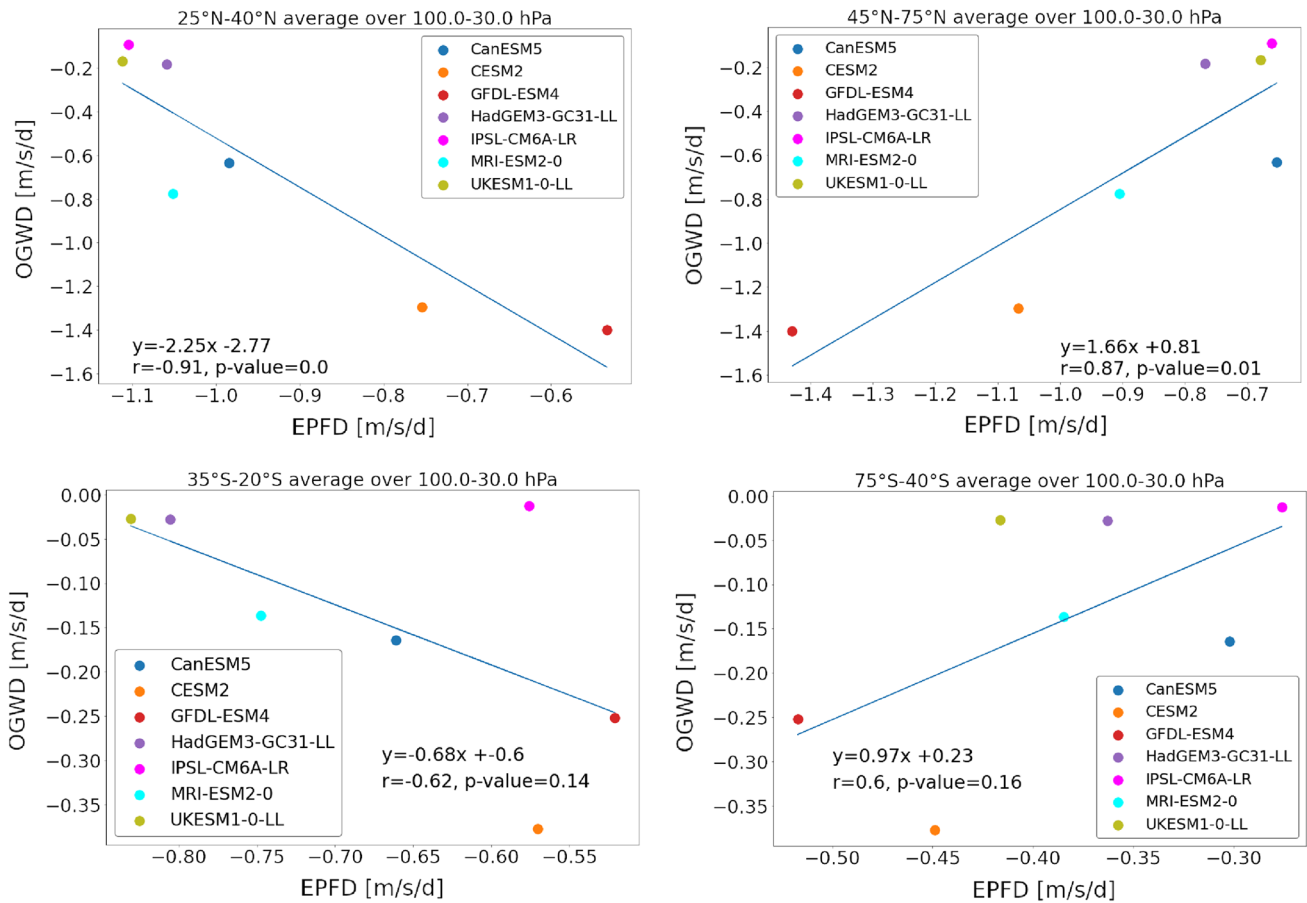 25°N-40°N average over 100.0-30.0 hPa
OGWD [m/s/d]
−0.2
−0.4
−0.6
−0.8
−1.0
−1.2
−1.4
−1.6
CanESM5
CESM2
GFDL-ESM4
HadGEM3-GC31-LL
IPSL-CM6A-LR
MRI-ESM2-0
UKESM1-0-LL
y=-2.25x -2.77
r=-0.91, p-value=0.0
−1.1 −1.0 −0.9 −0.8 −0.7 −0.6
EPFD [m/s/d]
45°N-75°N average over 100.0-30.0 hPa
OGWD [m/s/d]
−0.2
−0.4
−0.6
−0.8
−1.0
−1.2
−1.4
−1.6
CanESM5
CESM2
GFDL-ESM4
HadGEM3-GC31-LL
IPSL-CM6A-LR
MRI-ESM2-0
UKESM1-0-LL
y=1.66x +0.81
r=0.87, p-value=0.01
−1.4 −1.3 −1.1 −1.2 −1.0 −0.9 −0.8 −0.7
EPFD [m/s/d]
35°S-20°S average over 100.0-30.0 hPa
OGWD [m/s/d]
0.00
−0.05
−0.10
−0.15
−0.20
−0.25
−0.30
−0.35
CanESM5
CESM2
GFDL-ESM4
HadGEM3-GC31-LL
IPSL-CM6A-LR
MRI-ESM2-0
UKESM1-0-LL
y=-0.68x +-0.6
r=-0.62, p-value=0.14
−0.80 −0.75 −0.70 −0.65 −0.60 −0.55
EPFD [m/s/d]
75°S-40°S average over 100.0-30.0 hPa
OGWD [m/s/d]
0.00
−0.05
−0.10
−0.15
−0.20
−0.25
−0.30
−0.35
CanESM5
CESM2
GFDL-ESM4
HadGEM3-GC31-LL
IPSL-CM6A-LR
MRI-ESM2-0
UKESM1-0-LL
y=0.97x +0.23
r=0.6, p-value=0.16
−0.50 −0.45 −0.40 −0.35 −0.30
EPFD [m/s/d]